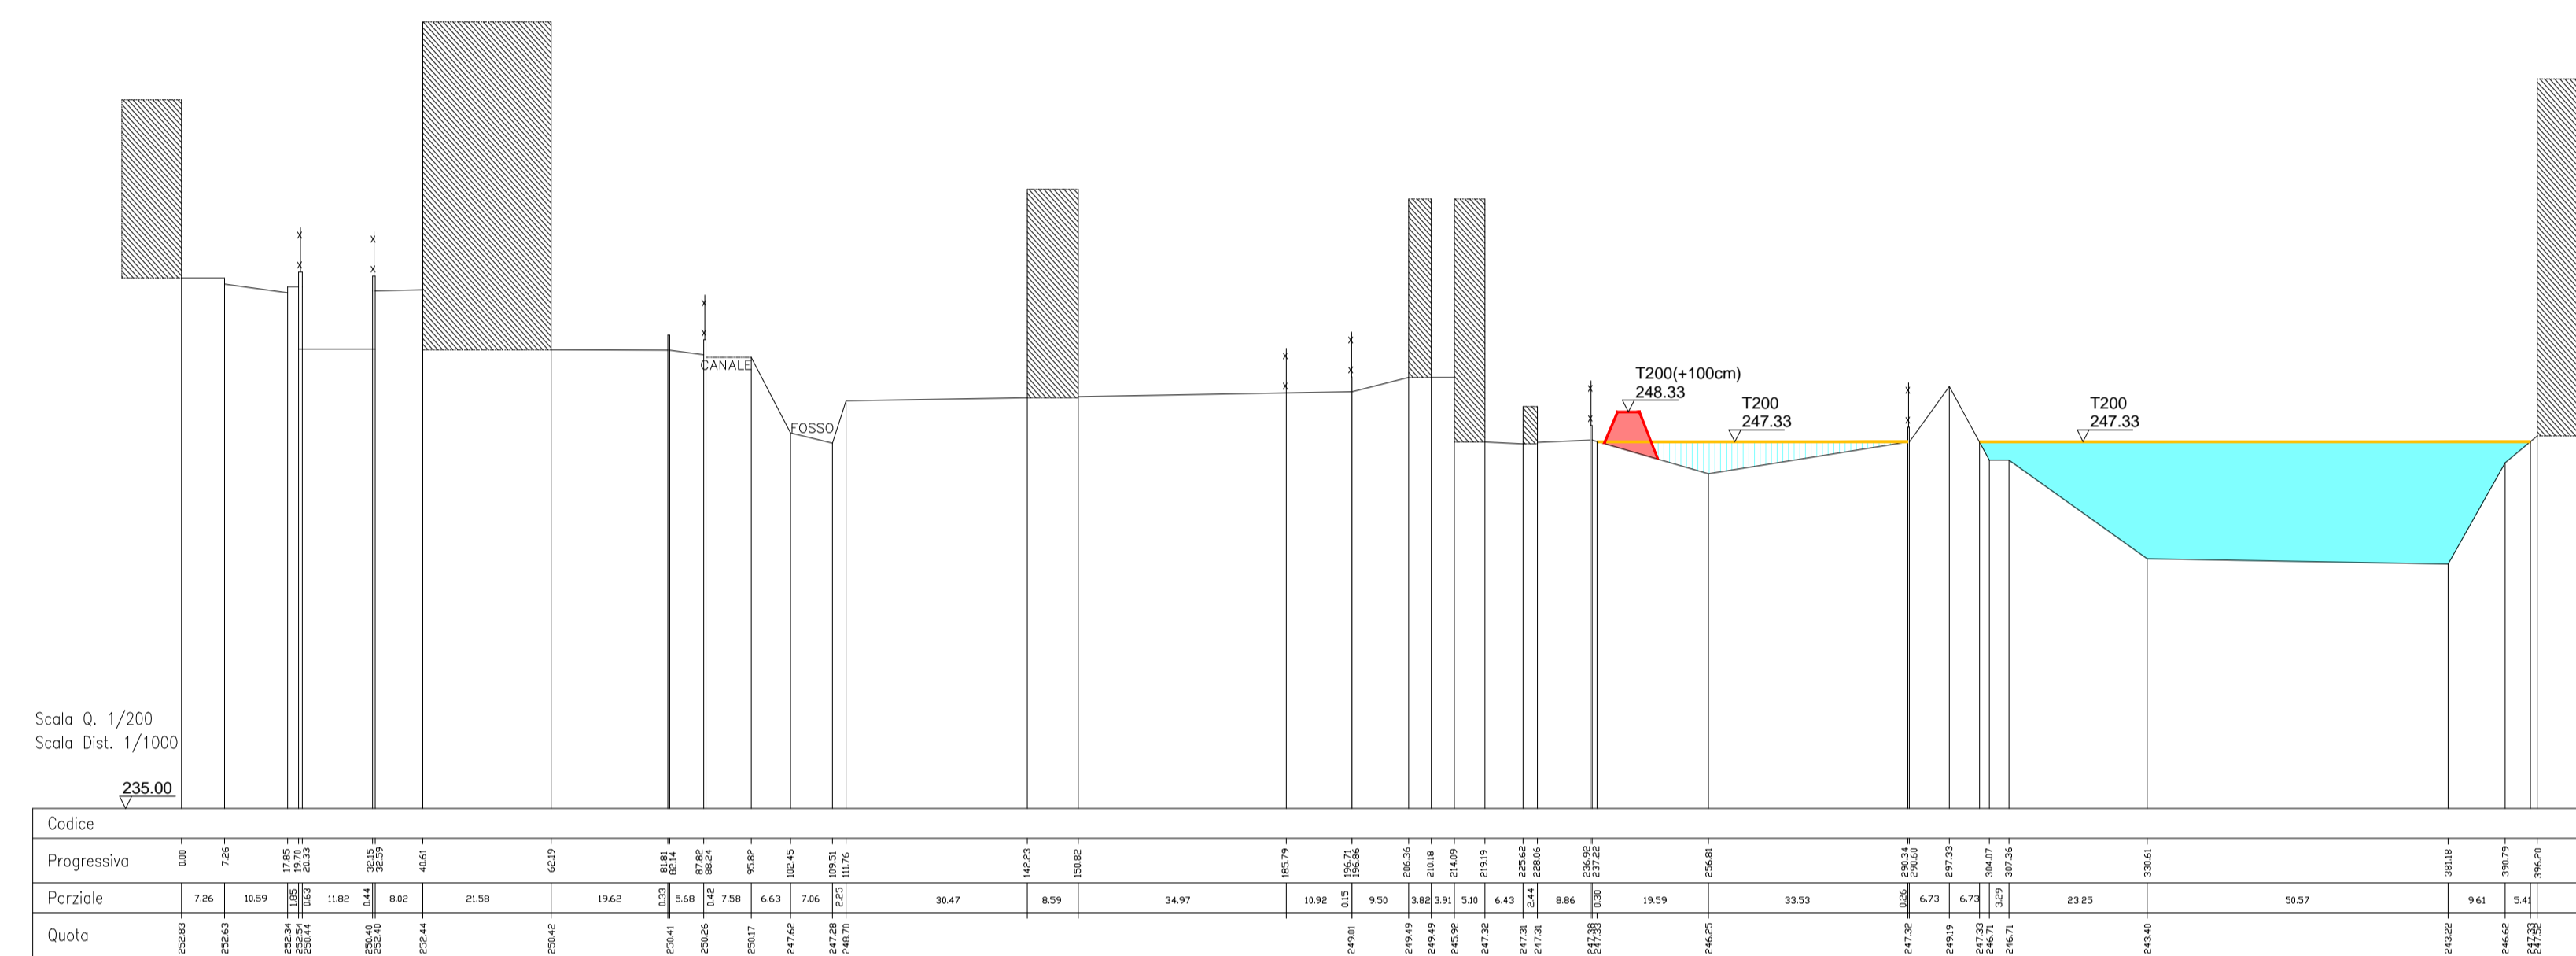 T200(+100cm)
248.33
T200
247.33
T200
247.33
CANALE
FOSSO
Scala Q. 1/200
Scala Dist. 1/1000
235.00
Codice
Progressiva 0.00 7.26 17.85 19.70 20.33 32.15 32.59 40.61 62.19 81.81 82.14 87.82 88.24 95.82 102.45 109.51 111.76 142.23 150.82 185.79 196.71 196.86 206.36 210.18 214.09 219.19 225.62 228.06 236.92 237.22 256.81 290.34 290.60 297.33 304.07 307.36 330.61 381.18 390.79 396.20
Parziale 7.26 10.59 1.85 0.63 11.82 0.44 8.02 21.58 19.62 0.33 5.68 0.42 7.58 6.63 7.06 2.25 30.47 8.59 34.97 10.92 0.15 9.50 3.82 3.91 5.10 6.43 2.44 8.86 0.30 19.59 33.53 0.26 6.73 6.73 3.29 23.25 50.57 9.61 5.41
Quota 252.83 252.63 252.34 252.54 250.44 250.40 252.40 252.44 250.42 250.41 250.26 250.17 247.62 247.28 248.70 249.01 249.49 249.49 245.92 247.32 247.31 247.31 247.38 247.33 246.25 247.32 249.19 247.33 246.71 246.71 243.40 243.22 246.62 247.33 247.52